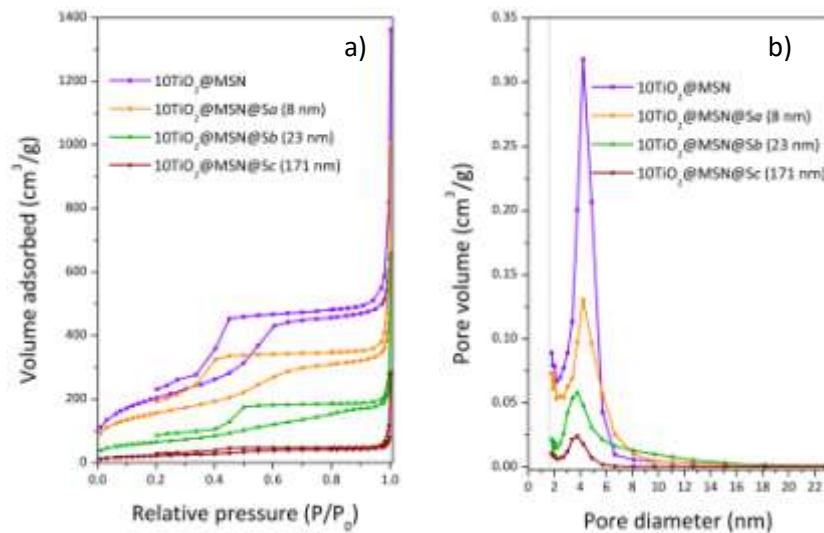 a)
1400
1200
1000
800
600
400
200
0
Volume adsorbed (cm³/g)
10TiO₂@MSN
10TiO₂@MSN@Sa (8 nm)
10TiO₂@MSN@Sb (23 nm)
10TiO₂@MSN@Sc (171 nm)
0.0 0.2 0.4 0.6 0.8 1.0
Relative pressure (P/P₀)
b)
0.35
0.30
0.25
0.20
0.15
0.10
0.05
0.00
Pore volume (cm³/g)
10TiO₂@MSN
10TiO₂@MSN@Sa (8 nm)
10TiO₂@MSN@Sb (23 nm)
10TiO₂@MSN@Sc (171 nm)
0 2 4 6 8 10 12 14 16 18 20 22
Pore diameter (nm)